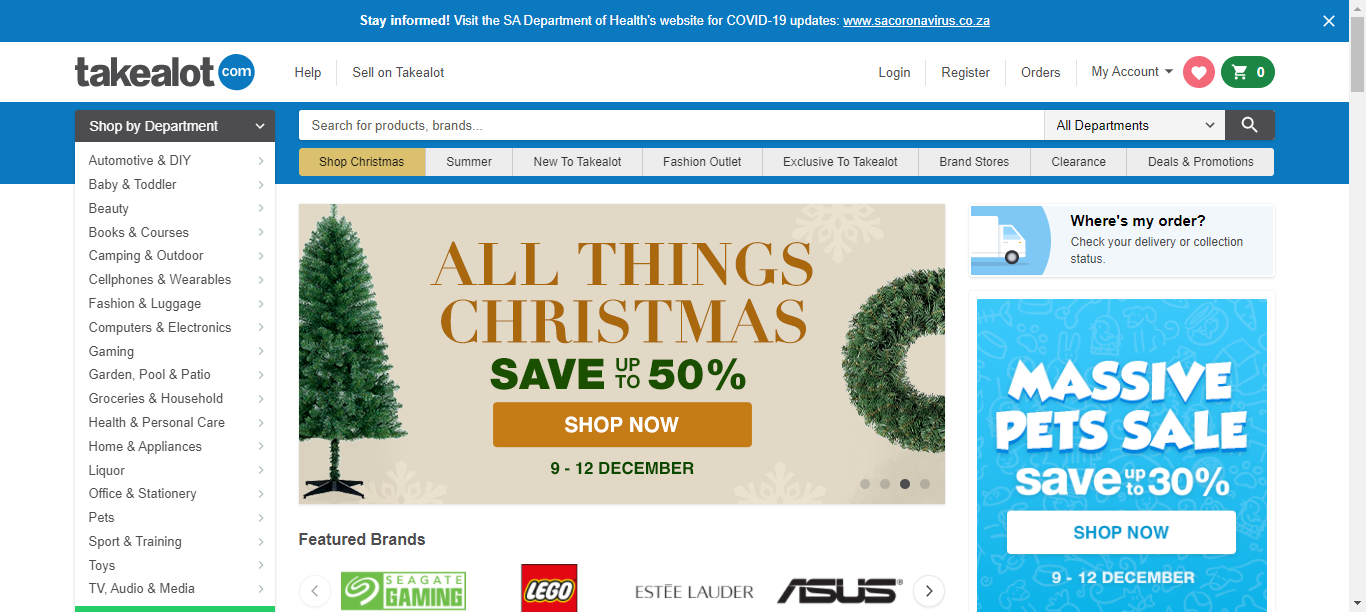 Stay informed! Visit the SA Department of Health's website for COVID-19 updates: www.sacoronavirus.co.za
takealot com
Help
Sell on Takealot
Login
Register
Orders
My Account
0
Shop by Department
Search for products, brands...
All Departments
Shop Christmas
Summer
New To Takealot
Fashion Outlet
Exclusive To Takealot
Brand Stores
Clearance
Deals & Promotions
Automotive & DIY
Baby & Toddler
Beauty
Books & Courses
Camping & Outdoor
Cellphones & Wearables
Fashion & Luggage
Computers & Electronics
Gaming
Garden, Pool & Patio
Groceries & Household
Health & Personal Care
Home & Appliances
Liquor
Office & Stationery
Pets
Sport & Training
Toys
TV, Audio & Media
ALL THINGS
CHRISTMAS
SAVE UP TO 50%
SHOP NOW
9 - 12 DECEMBER
Where's my order?
Check your delivery or collection
status.
MASSIVE
PETS SALE
save up to 30%
SHOP NOW
9 - 12 DECEMBER
Featured Brands
SEAGATE
GAMING
LEGO
ESTĒE LAUDER
ASUS